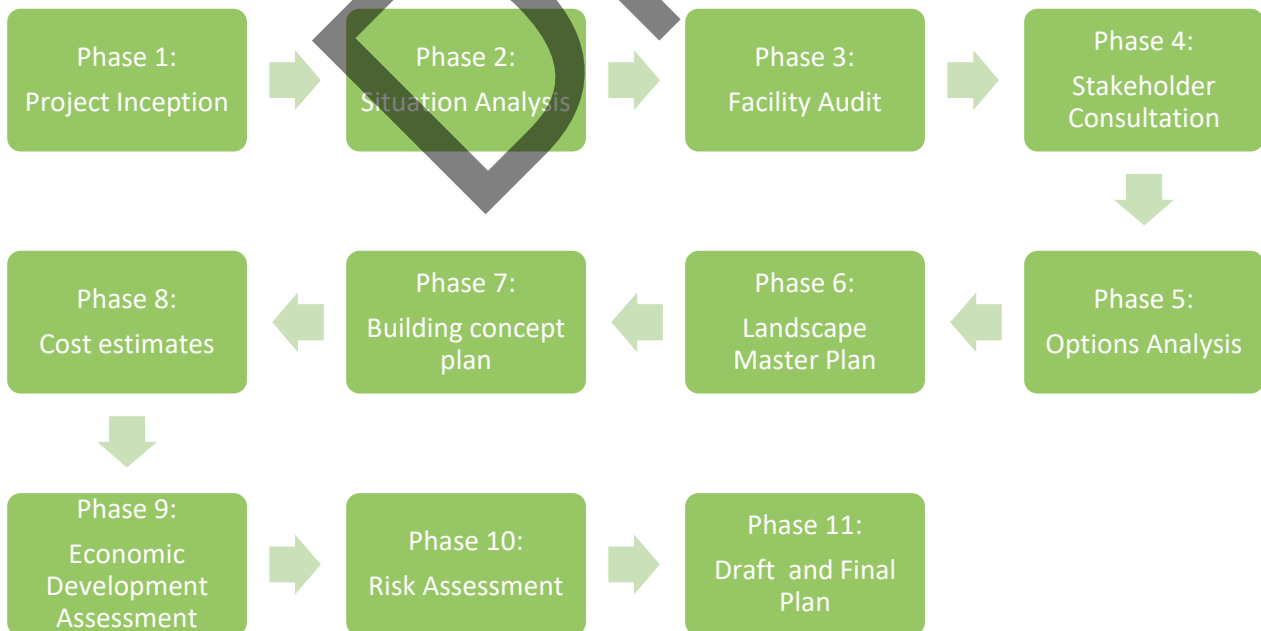 Phase 1:
Project Inception
Phase 2:
Situation Analysis
Phase 3:
Facility Audit
Phase 4:
Stakeholder
Consultation
Phase 5:
Options Analysis
Phase 6:
Landscape
Master Plan
Phase 7:
Building concept
plan
Phase 8:
Cost estimates
Phase 9:
Economic
Development
Assessment
Phase 10:
Risk Assessment
Phase 11:
Draft and Final
Plan